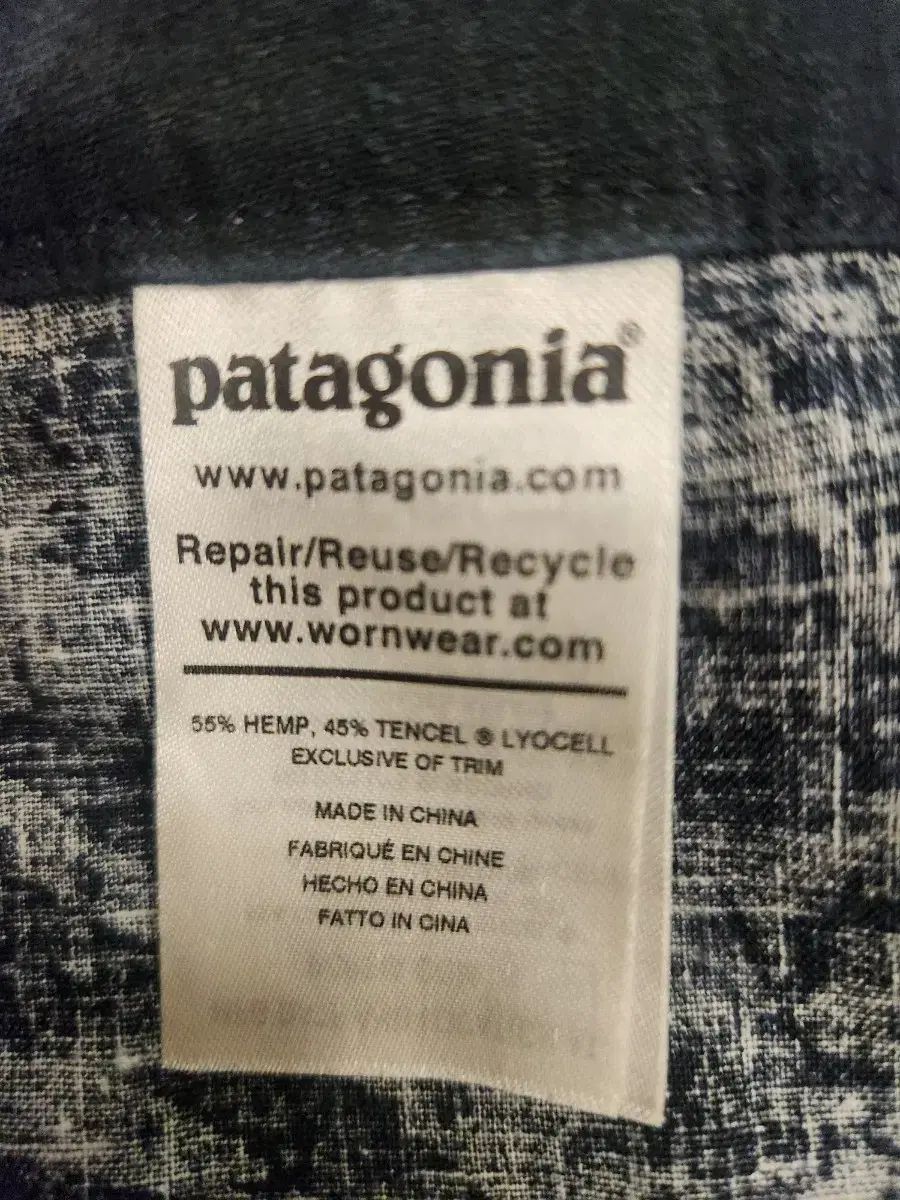 patagonia®
www.patagonia.com
Repair/Reuse/Recycle
this product at
www.wornwear.com
55% HEMP, 45% TENCEL ® LYOCELL
EXCLUSIVE OF TRIM
MADE IN CHINA
FABRIQUÉ EN CHINE
HECHO EN CHINA
FATTO IN CINA